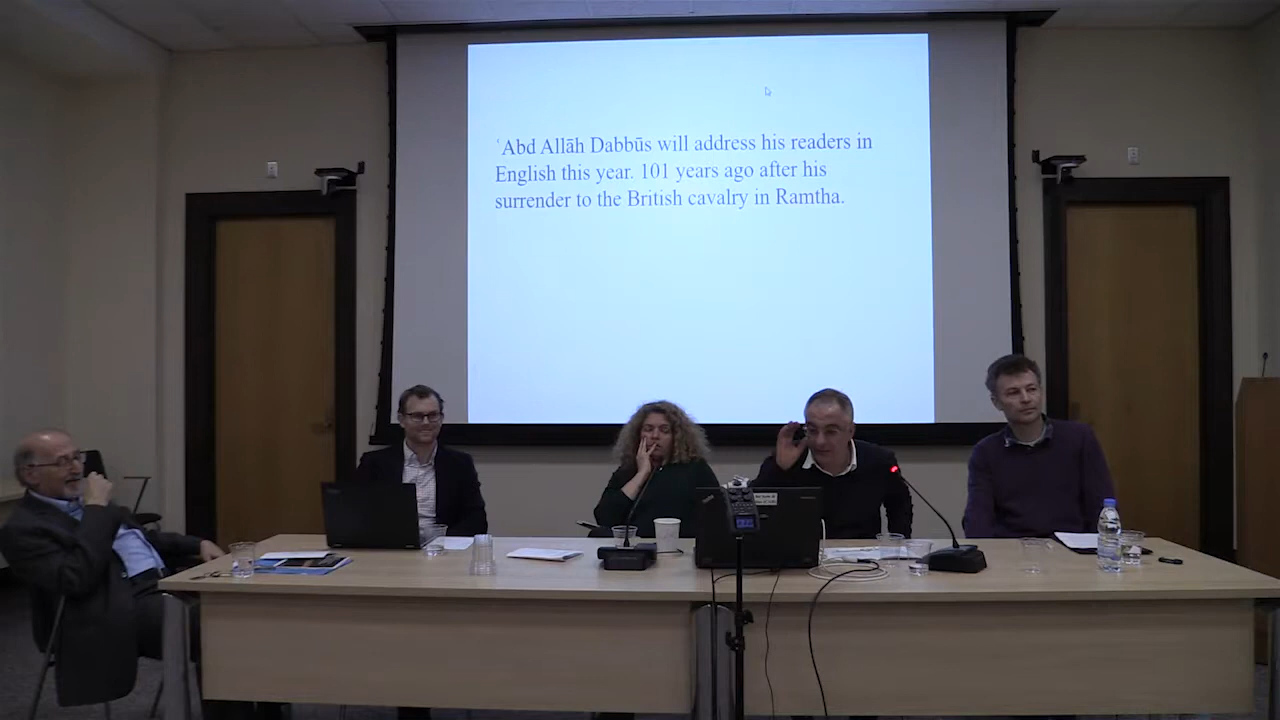 ʿAbd Allāh Dabbūs will address his readers in
English this year. 101 years ago after his
surrender to the British cavalry in Ramtha.